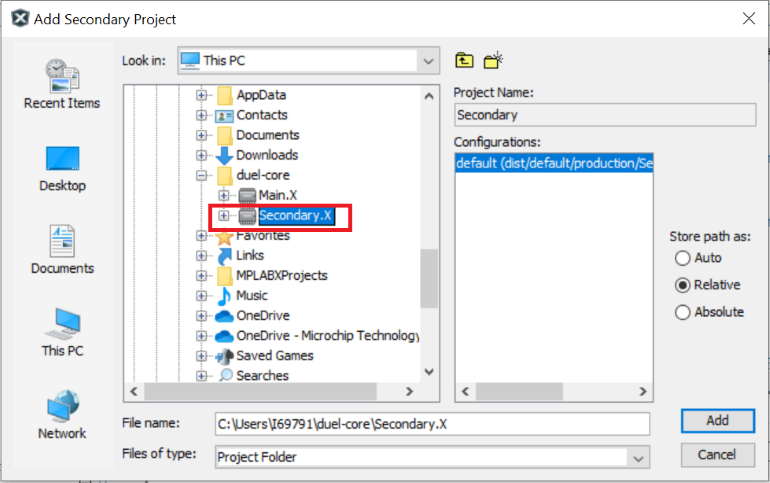 Add Secondary Project
Look in:
This PC
Recent Items
Desktop
Documents
This PC
Network
AppData
Contacts
Documents
Downloads
duel-core
Main.X
Secondary.X
Favorites
Links
MPLABXProjects
Music
OneDrive
OneDrive - Microchip Technology
Saved Games
Searches
Project Name:
Secondary
Configurations:
default (dist/default/production/Se
Store path as:
Auto
Relative
Absolute
File name:
C:\Users\I69791\duel-core\Secondary.X
Add
Files of type:
Project Folder
Cancel